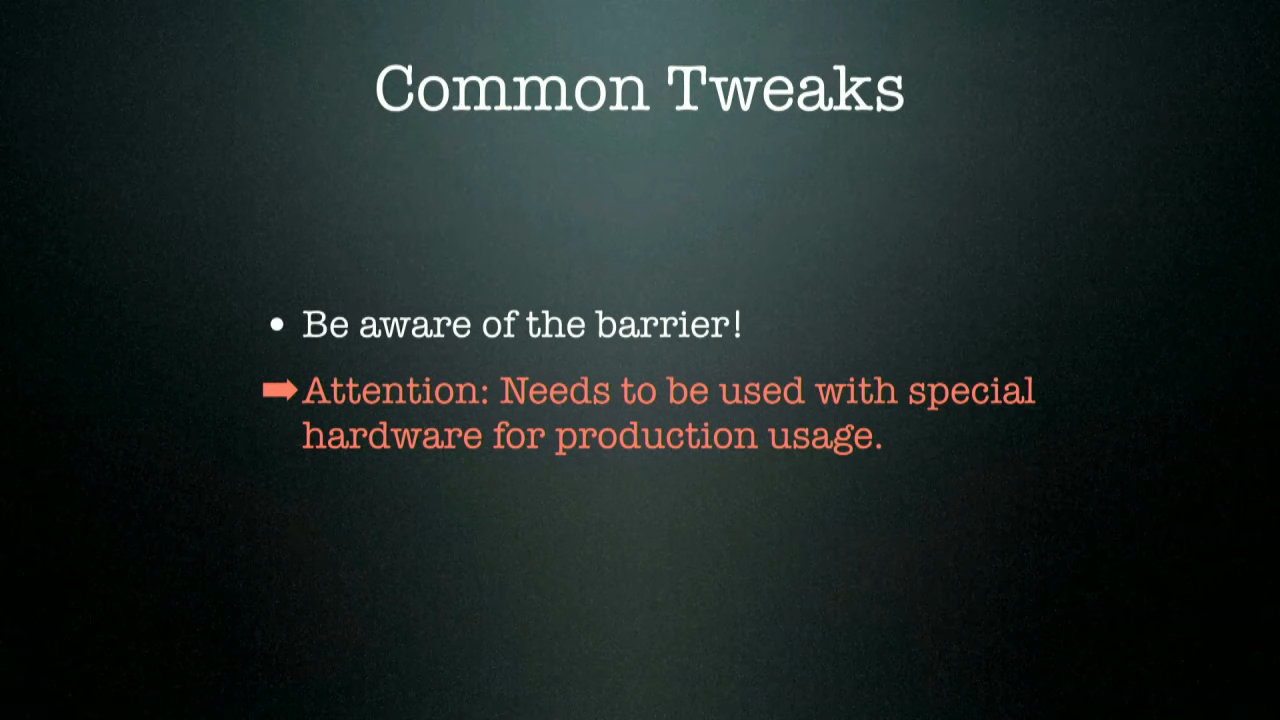 Common Tweaks
• Be aware of the barrier!
➡Attention: Needs to be used with special
hardware for production usage.